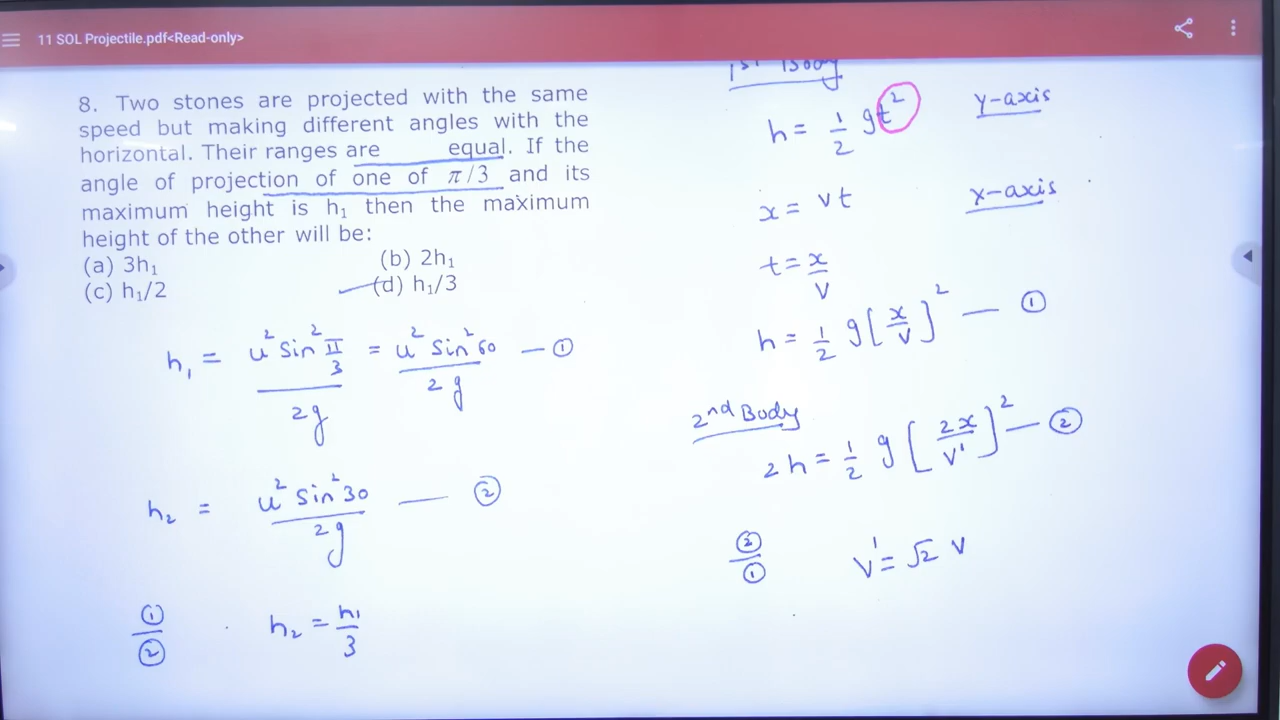 11 SOL Projectile.pdf<Read-only>
8. Two stones are projected with the same
speed but making different angles with the
horizontal. Their ranges are equal. If the
angle of projection of one of π/3 and its
maximum height is h₁ then the maximum
height of the other will be:
(a) 3h₁ (b) 2h₁
(c) h₁/2 (d) h₁/3
h₁ = u² sin² π/3 / 2g = u² sin² 60 / 2g — ①
h₂ = u² sin² 30 / 2g — ②
①/② h₂ = h₁/3
1st Body
h = 1/2 gt² y-axis
x = vt x-axis
t = x/v
h = 1/2 g[x/v]² — ①
2nd Body
2h = 1/2 g[2x/v']² — ②
②/① v' = √2 v